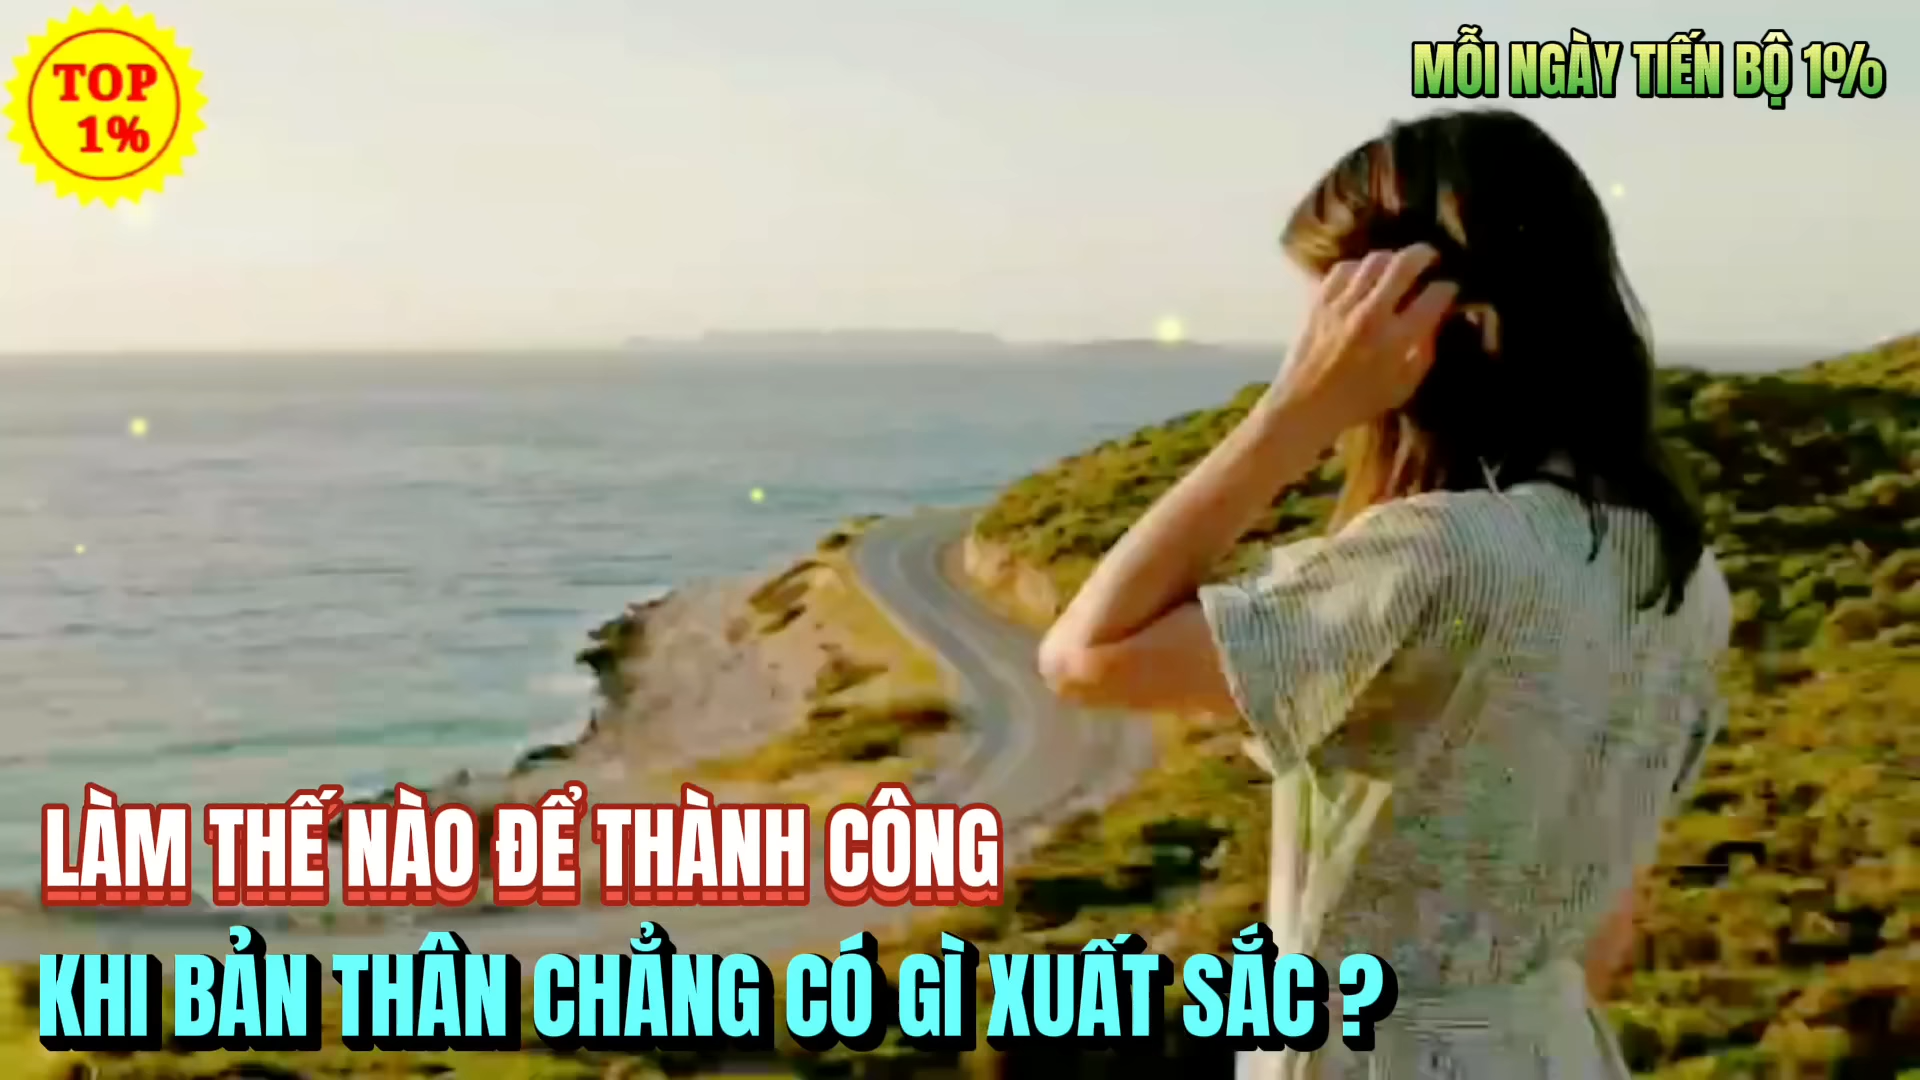 TOP
1%
MỖI NGÀY TIẾN BỘ 1%
LÀM THẾ NÀO ĐỂ THÀNH CÔNG
KHI BẢN THÂN CHẲNG CÓ GÌ XUẤT SẮC ?